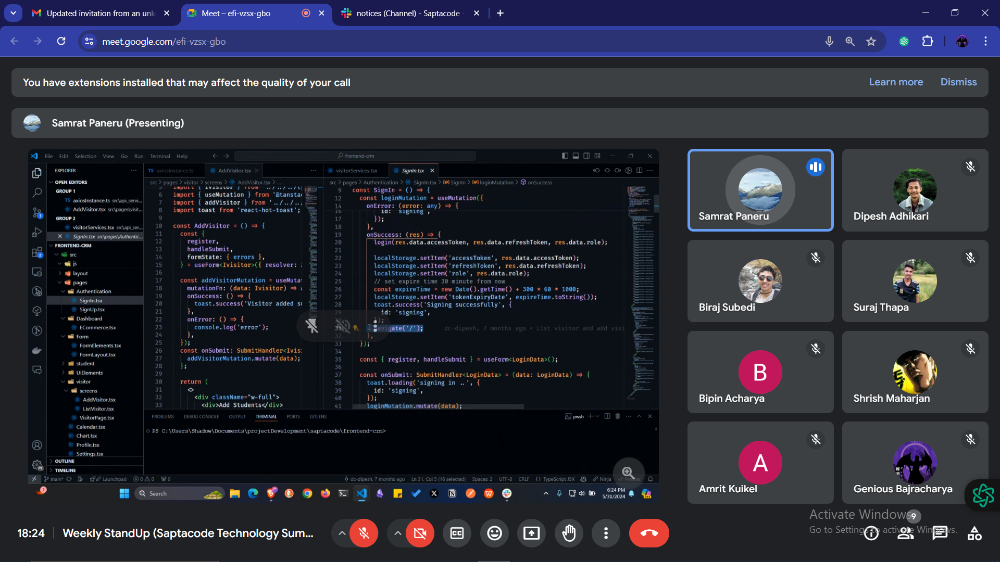 Updated invitation from an unk
Meet – efi-vzsx-gbo
notices (Channel) - Saptacode -
meet.google.com/efi-vzsx-gbo
You have extensions installed that may affect the quality of your call
Learn more
Dismiss
Samrat Paneru (Presenting)
File Edit Selection View Go Run Terminal Help
frontend-crm
EXPLORER
OPEN EDITORS
GROUP 1
TS axiosInstance.ts src\api_servi...
AddVisitor.tsx src\pages\visit...
GROUP 2
visitorServices.tsx src\api_ser...
SignIn.tsx src\pages\Authentic...
FRONTEND-CRM
src
js
layout
pages
Authentication
SignIn.tsx
SignUp.tsx
Dashboard
ECommerce.tsx
Form
FormElements.tsx
FormLayout.tsx
student
UiElements
visitor
screens
AddVisitor.tsx
ListVisitor.tsx
VisitorPage.tsx
Calendar.tsx
Chart.tsx
Profile.tsx
Settings.tsx
OUTLINE
TIMELINE
TS axiosInstance.ts
AddVisitor.tsx
src > pages > visitor > screens > AddVisitor.tsx > ...
6 import { Ivisitor } from '../../../ty
6 import { useMutation } from '@tansta
7 import { addVisitor } from '../../..
8 import toast from 'react-hot-toast';
9
10 const AddVisitor = () => {
11 const {
12 register,
13 handleSubmit,
14 formState: { errors },
15 } = useForm<Ivisitor>({ resolver:
16
17 const addVisitorMutation = useMutat
18 mutationFn: (data: Ivisitor) => a
19 onSuccess: () => {
20 toast.success('Visitor added su
21 },
22 onError: () => {
23 console.log('error');
24 },
25 });
26 const onSubmit: SubmitHandler<Ivisi
27 addVisitorMutation.mutate(data);
28 };
29
30 return (
31 <>
32 <div className="w-full">
33 <div>Add Students</div>
visitorServices.tsx
SignIn.tsx
src > pages > Authentication > SignIn.tsx > SignIn > loginMutation > onSuccess
9 const SignIn = () => {
12 const loginMutation = useMutation({
14 onError: (error: any) => {
16 id: 'signing',
17 });
18 },
19 onSuccess: (res) => {
20 login(res.data.accessToken, res.data.refreshToken, res.data.role);
21
22 localStorage.setItem('accessToken', res.data.accessToken);
23 localStorage.setItem('refreshToken', res.data.refreshToken);
24 localStorage.setItem('role', res.data.role);
25 // set expire time 30 minute from now
26 const expireTime = new Date().getTime() + 300 * 60 * 1000;
27 localStorage.setItem('tokenExpiryDate', expireTime.toString());
28 toast.success('Signing successfully', {
29 id: 'signing',
30 });
31 navigate('/'); dc-dipesh, 7 months ago • List visitor and add visi
32 },
33 });
34
35 const { register, handleSubmit } = useForm<LoginData>();
36
37 const onSubmit: SubmitHandler<LoginData> = (data: LoginData) => {
38 toast.loading('signing in ..', {
39 id: 'signing',
40 });
41 loginMutation.mutate(data);
PROBLEMS DEBUG CONSOLE OUTPUT TERMINAL PORTS GITLENS
pwsh
PS C:\Users\Shadow\Documents\projectDevelopment\saptacode\frontend-crm>
main* Launchpad 0 0 0
dc-dipesh, 7 months ago Ln 31, Col 5 (16 selected) Spaces: 2 UTF-8 CRLF {} TypeScript JSX Ninja Prettier
1
Search
6:24 PM
5/31/2024
Samrat Paneru
Dipesh Adhikari
Biraj Subedi
Suraj Thapa
B
Bipin Acharya
Shrish Maharjan
A
Amrit Kuikel
Genious Bajracharya
Activate Windows
Go to Settings to activate Windows.
9
18:24
Weekly StandUp (Saptacode Technology Sum...